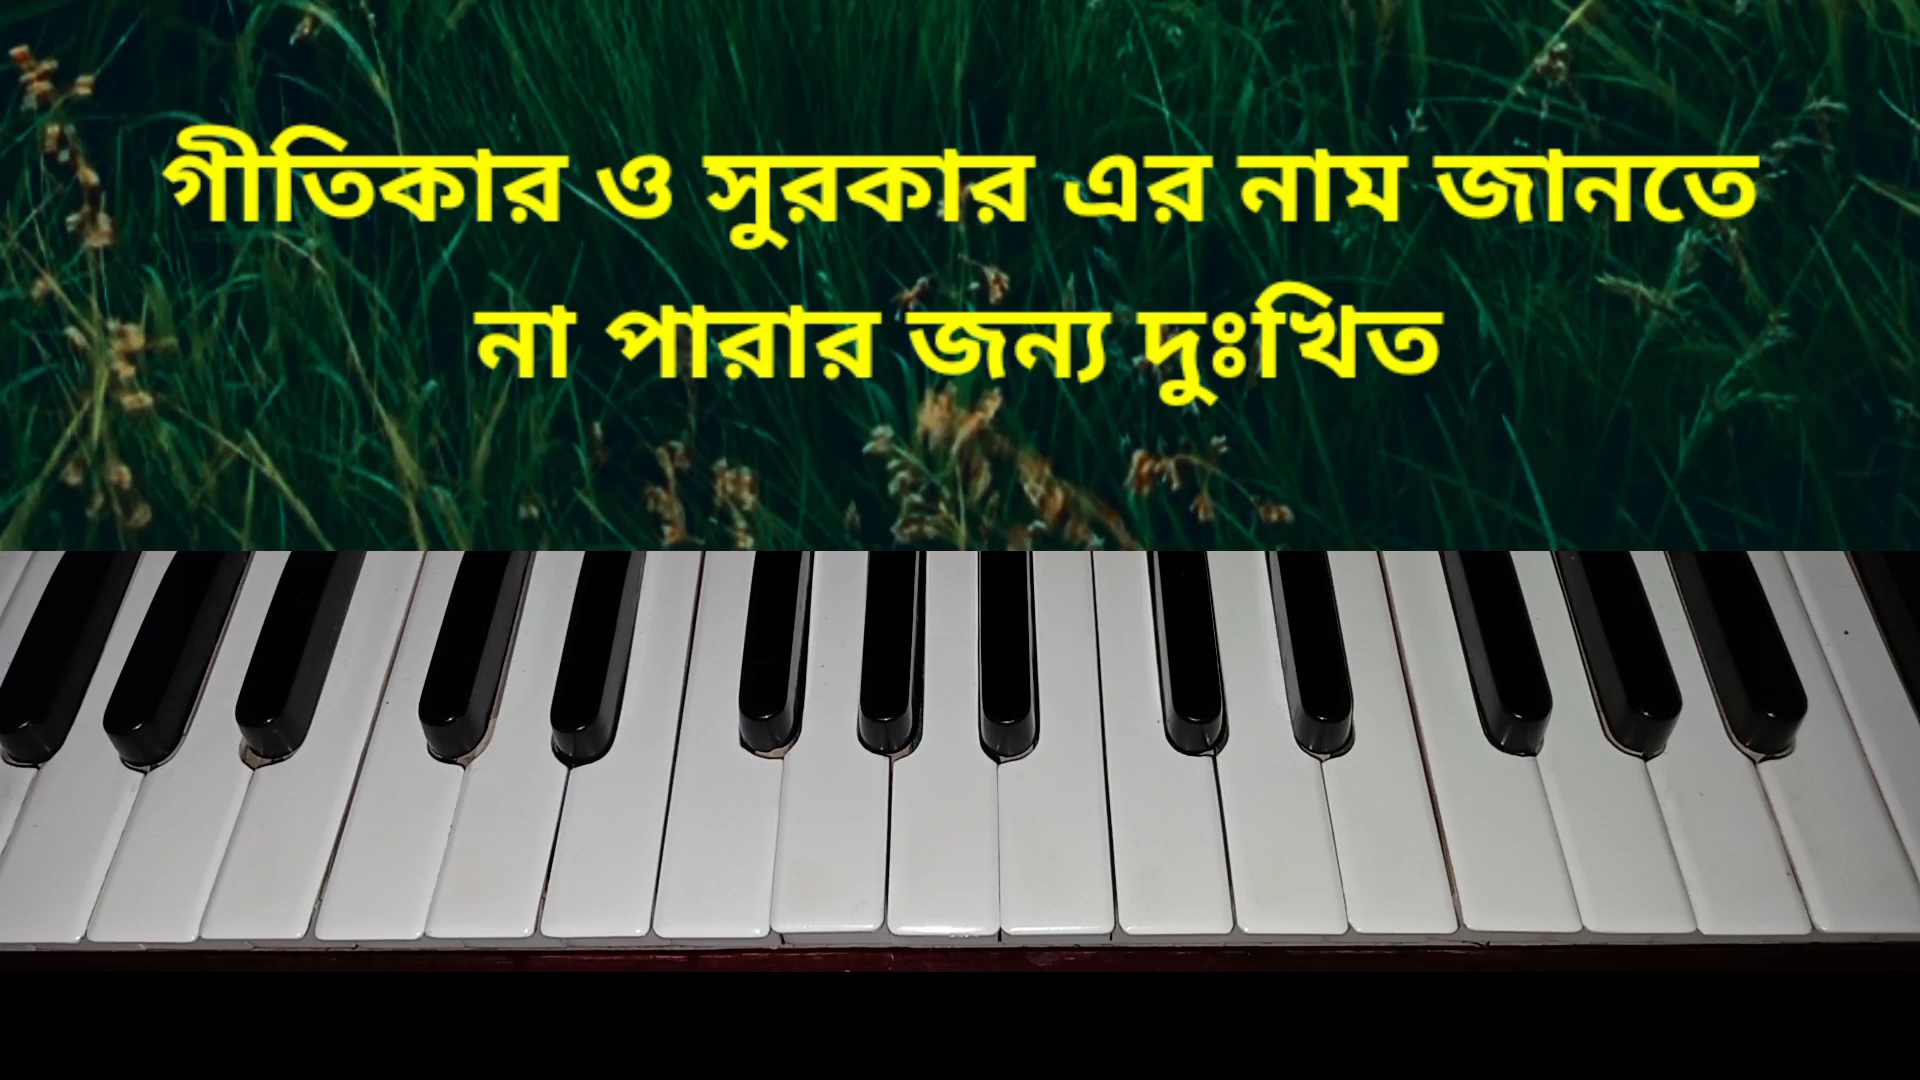 গীতিকার ও সুরকার এর নাম জানতে
না পারার জন্য দুঃখিত